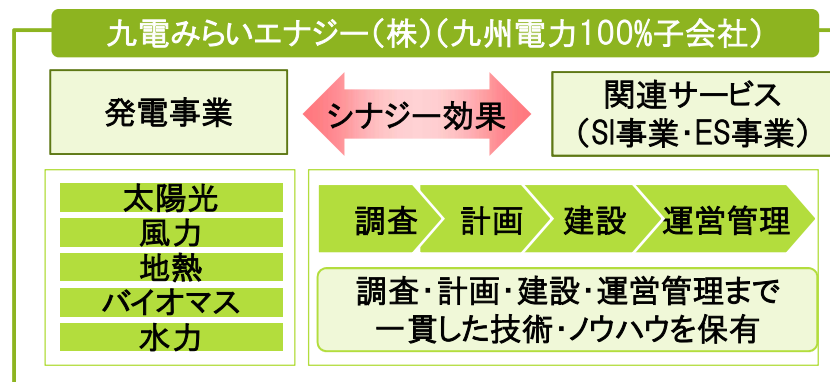 九電みらいエナジー(株)(九州電力100%子会社)
発電事業
シナジー効果
関連サービス
(SI事業・ES事業)
太陽光
風力
地熱
バイオマス
水力
調査
計画
建設
運営管理
調査・計画・建設・運営管理まで
一貫した技術・ノウハウを保有